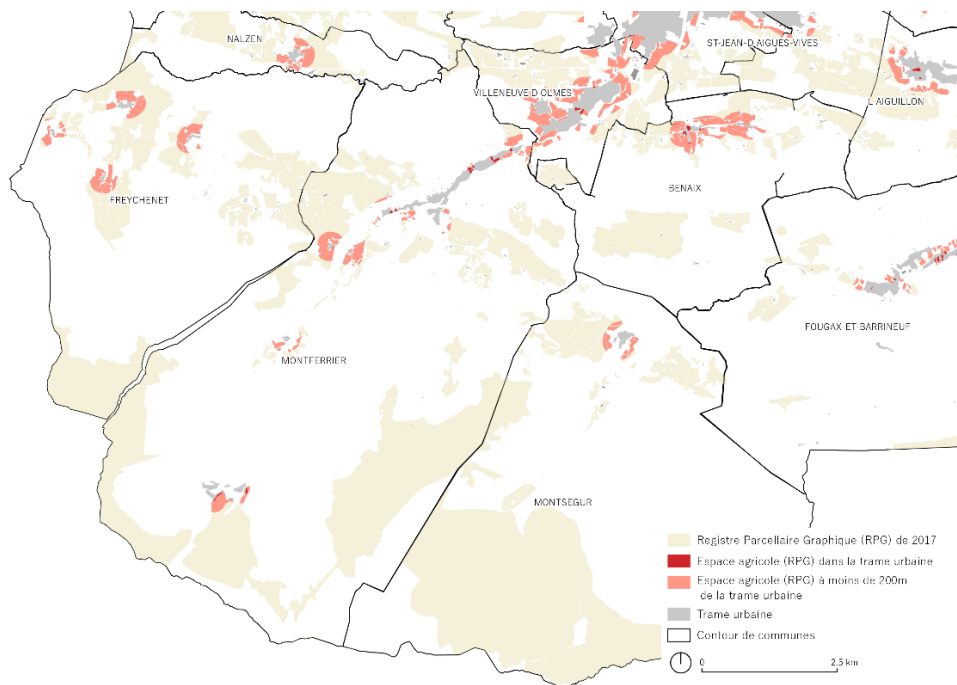 NALZEN
ST-JEAN-D AIGUES-VIVES
VILLENEUVE-D OLMES
L AIGUILLON
BENAIX
FREYCHENET
FOUGAX-ET-BARRINEUF
MONTFERRIER
MONTSEGUR
Registre Parcellaire Graphique (RPG) de 2017
Espace agricole (RPG) dans la trame urbaine
Espace agricole (RPG) à moins de 200m
de la trame urbaine
Trame urbaine
Contour de communes
0 2.5 km